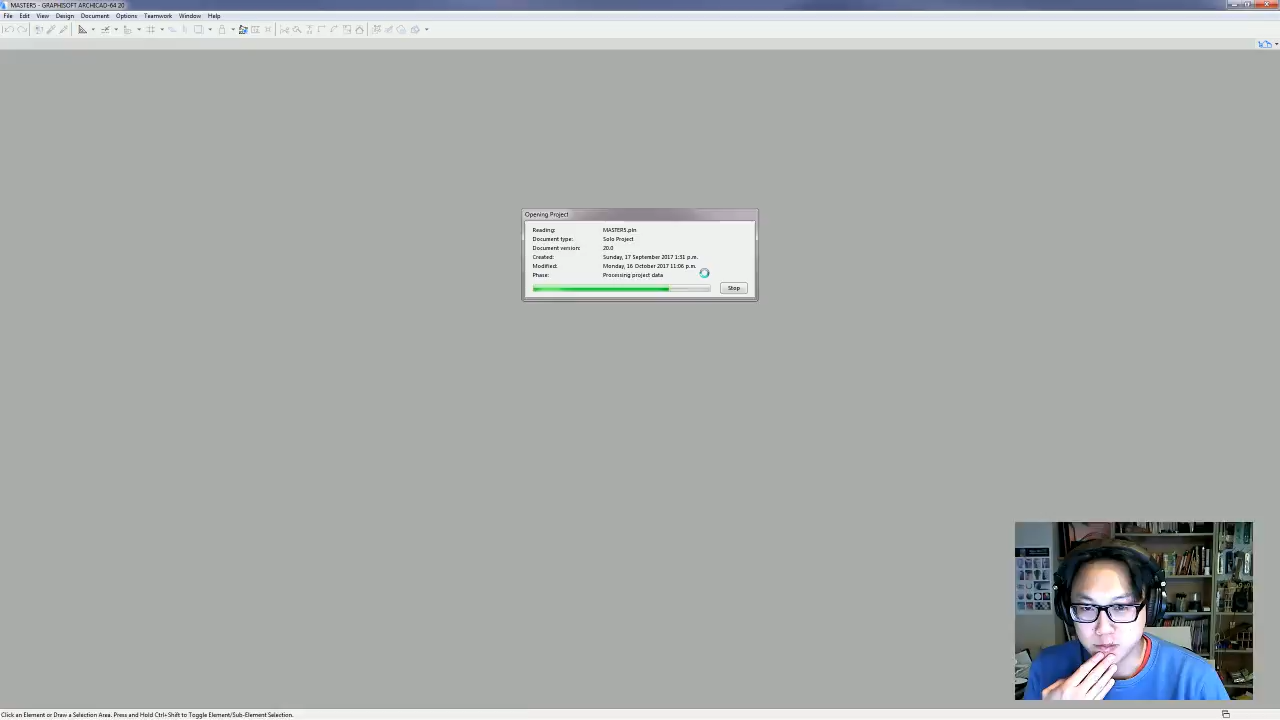 MASTER5 - GRAPHISOFT ARCHICAD-64 20
File Edit View Design Document Options Teamwork Window Help
Opening Project
Reading: MASTER5.pln
Document type: Solo Project
Document version: 20.0
Created: Sunday, 17 September 2017 1:31 p.m.
Modified: Monday, 16 October 2017 11:06 p.m.
Phase: Processing project data
Stop
Click an Element or Draw a Selection Area. Press and Hold Ctrl+Shift to Toggle Element/Sub-Element Selection.